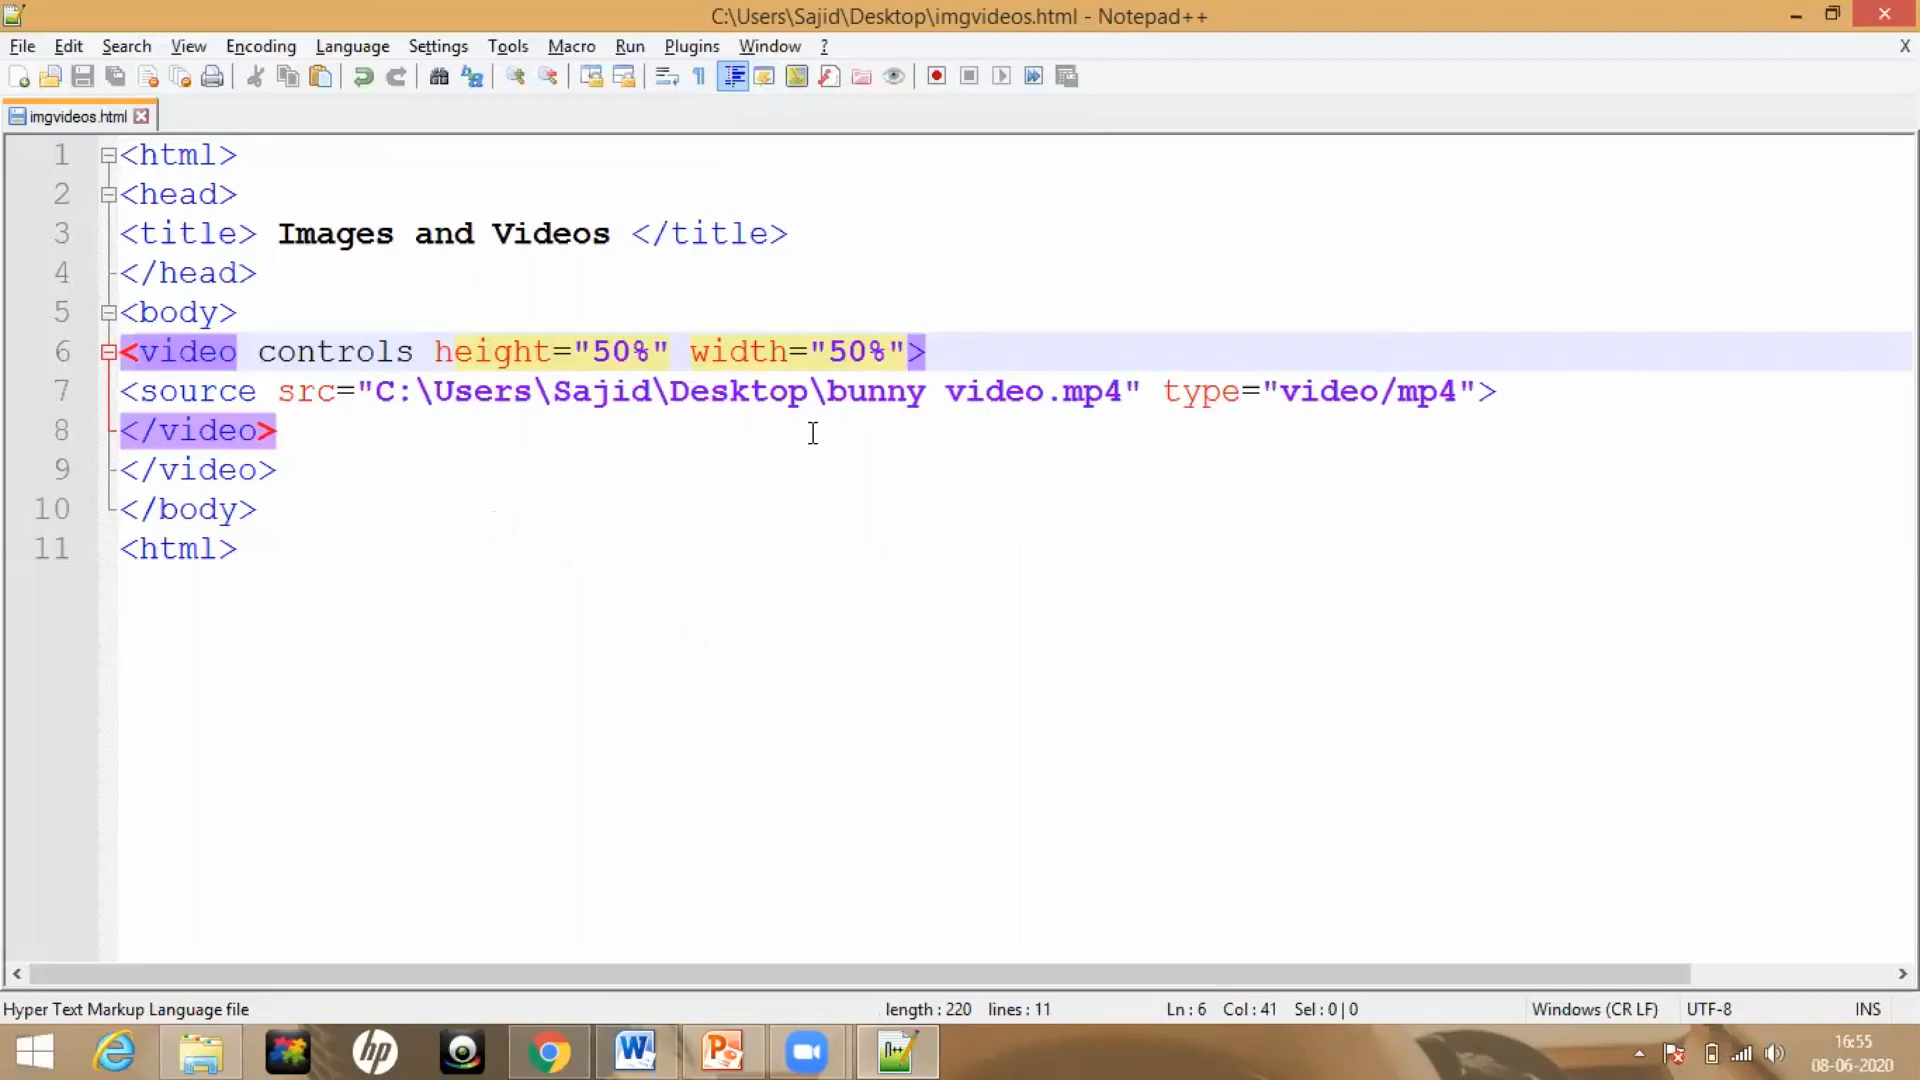 C:\Users\Sajid\Desktop\imgvideos.html - Notepad++
File Edit Search View Encoding Language Settings Tools Macro Run Plugins Window ? X
imgvideos.html
1 <html>
2 <head>
3 <title> Images and Videos </title>
4 </head>
5 <body>
6 <video controls height="50%" width="50%">
7 <source src="C:\Users\Sajid\Desktop\bunny video.mp4" type="video/mp4">
8 </video>
9 </video>
10 </body>
11 <html>
Hyper Text Markup Language file length : 220 lines : 11 Ln : 6 Col : 41 Sel : 0 | 0 Windows (CR LF) UTF-8 INS
16:55
08-06-2020